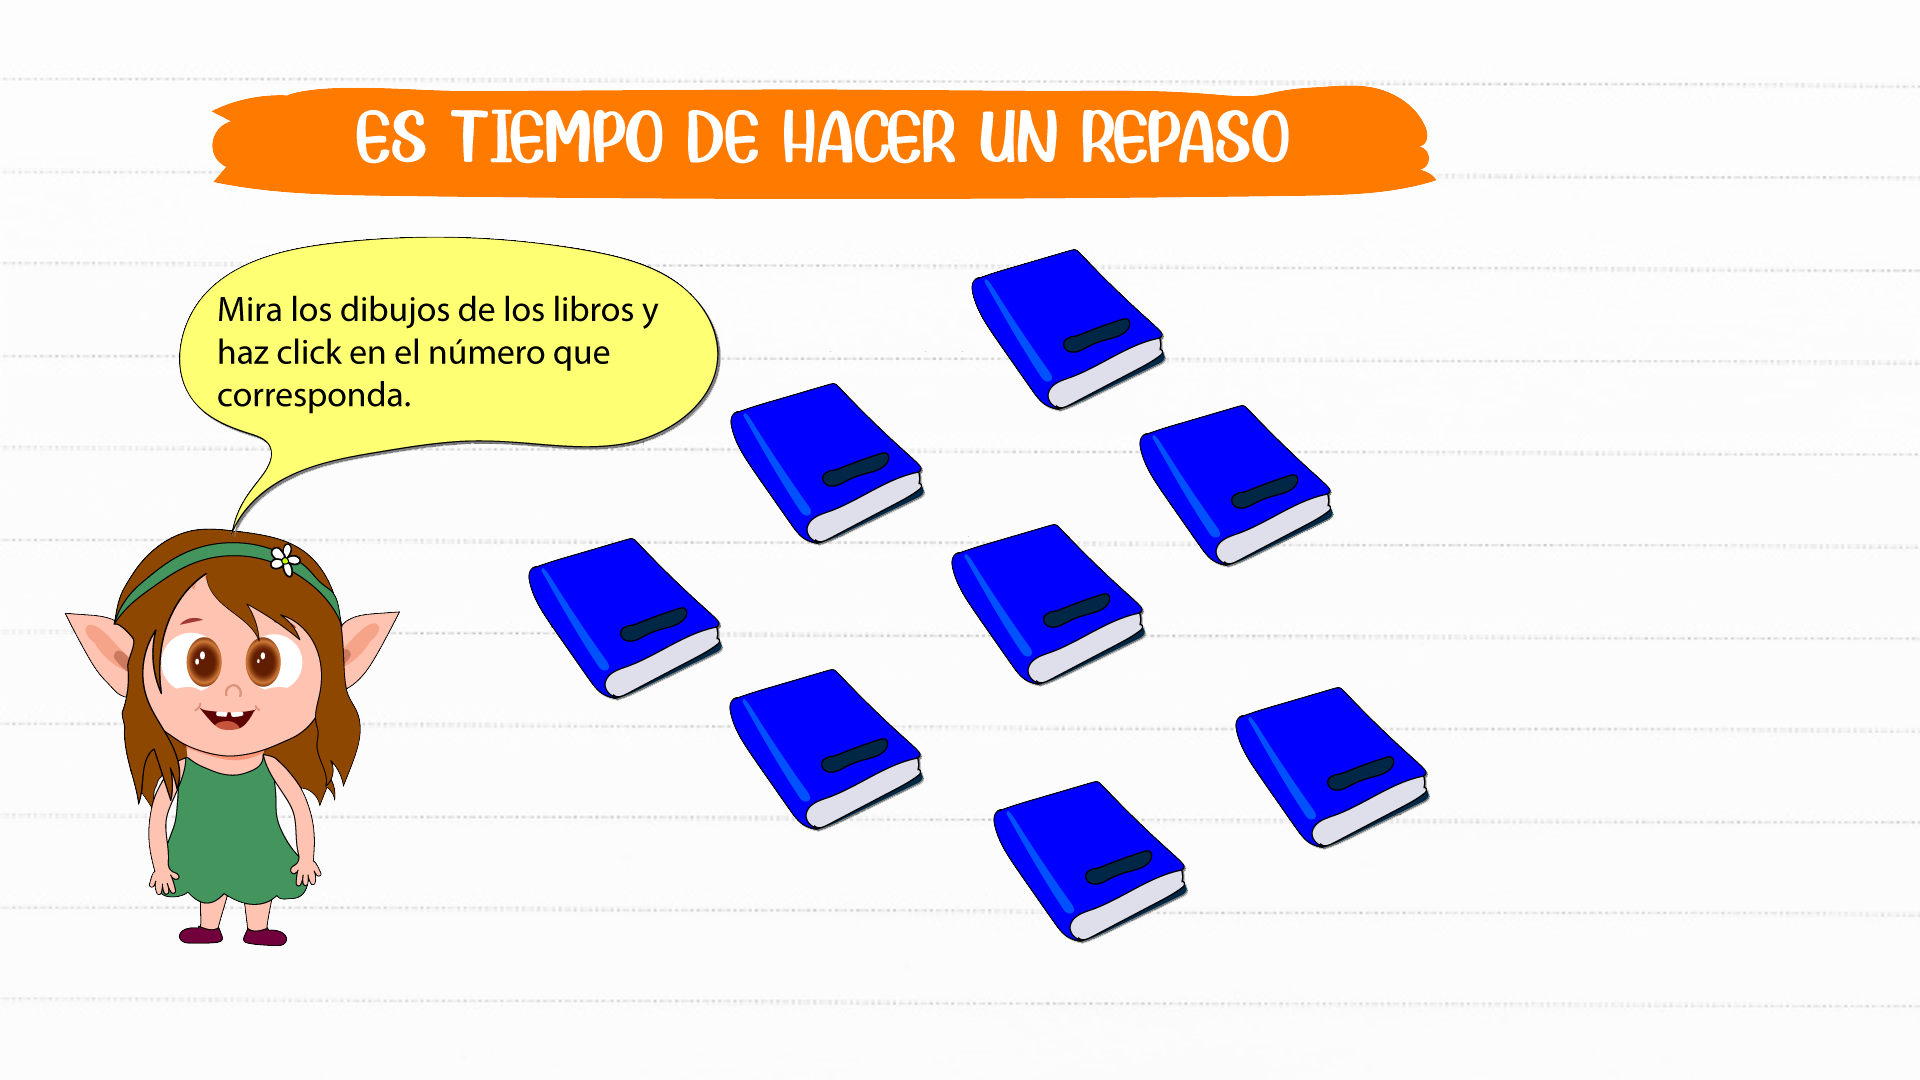 ES TIEMPO DE HACER UN REPASO
Mira los dibujos de los libros y
haz click en el número que
corresponda.